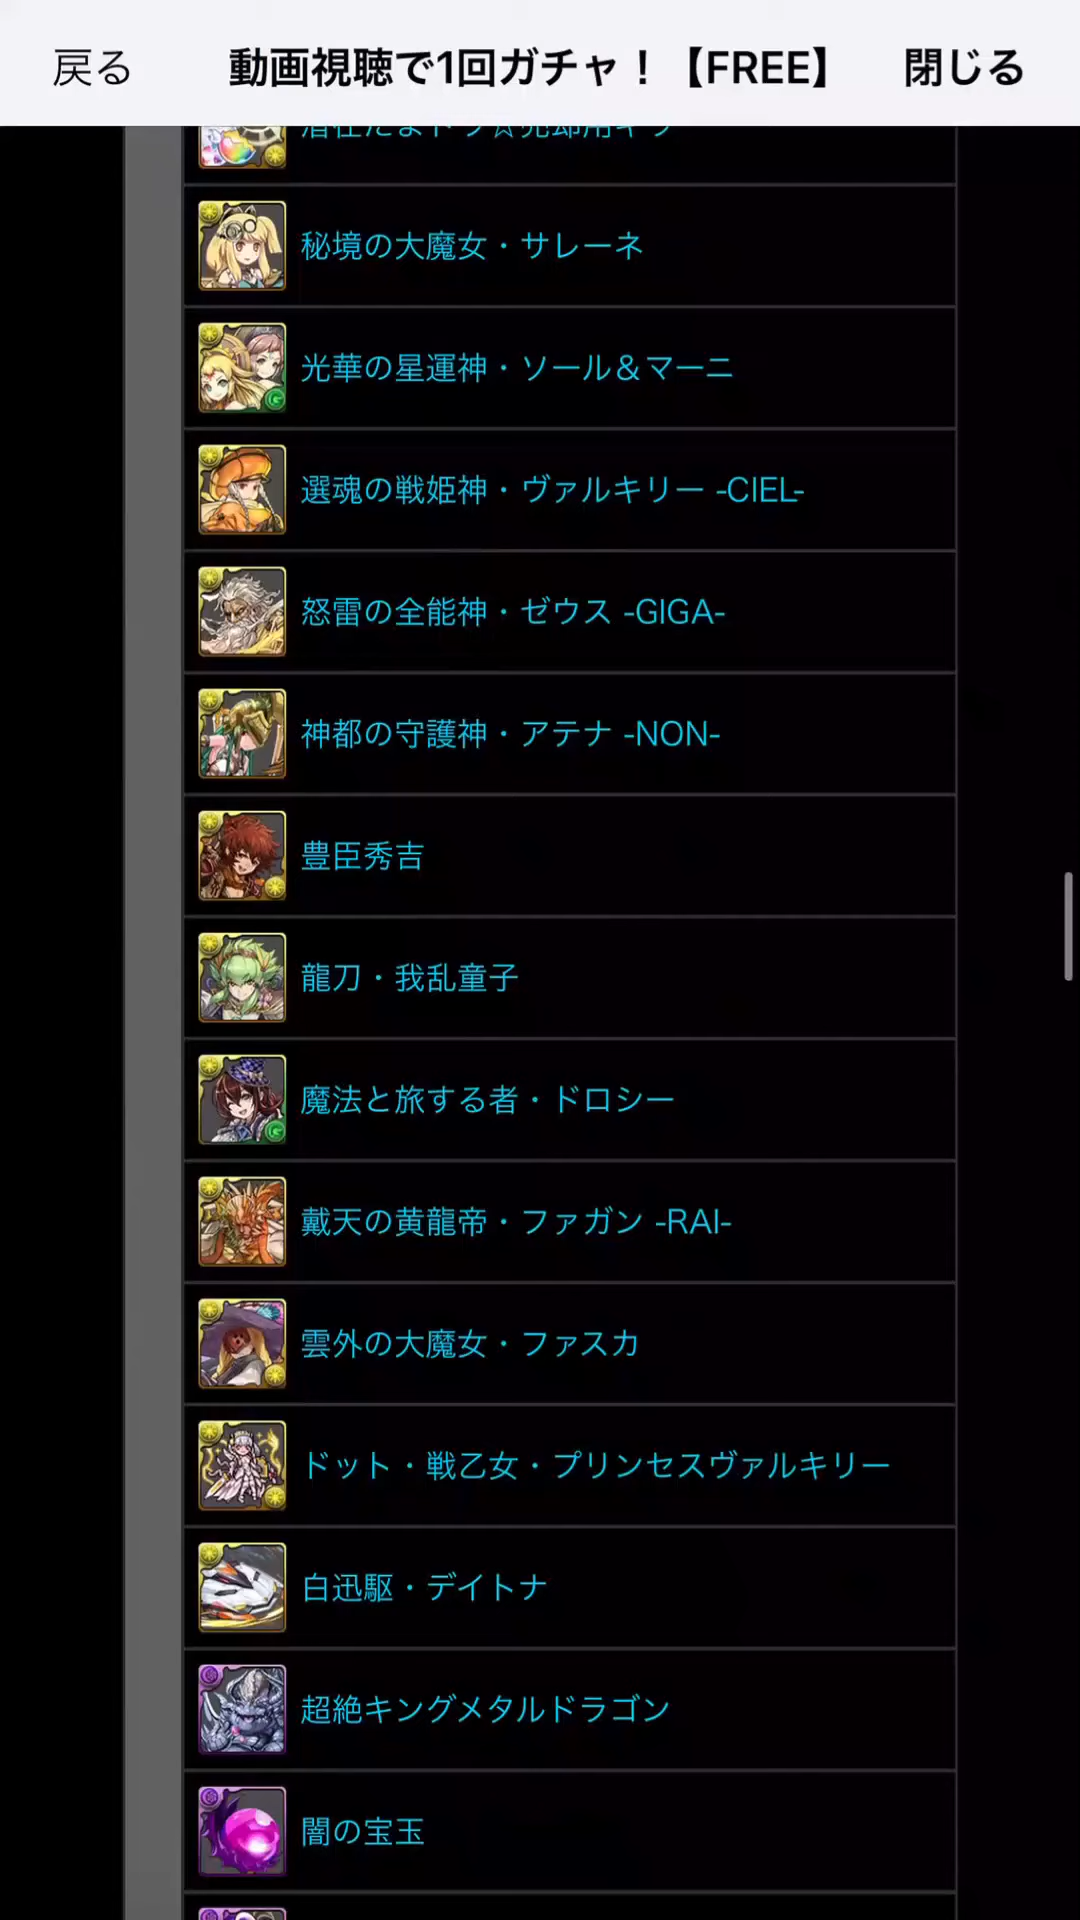 戻る 動画視聴で1回ガチャ！【FREE】 閉じる
秘境の大魔女・サレーネ
光華の星運神・ソール＆マーニ
選魂の戦姫神・ヴァルキリー -CIEL-
怒雷の全能神・ゼウス -GIGA-
神都の守護神・アテナ -NON-
豊臣秀吉
龍刀・我乱童子
魔法と旅する者・ドロシー
戴天の黄龍帝・ファガン -RAI-
雲外の大魔女・ファスカ
ドット・戦乙女・プリンセスヴァルキリー
白迅駆・デイトナ
超絶キングメタルドラゴン
闇の宝玉